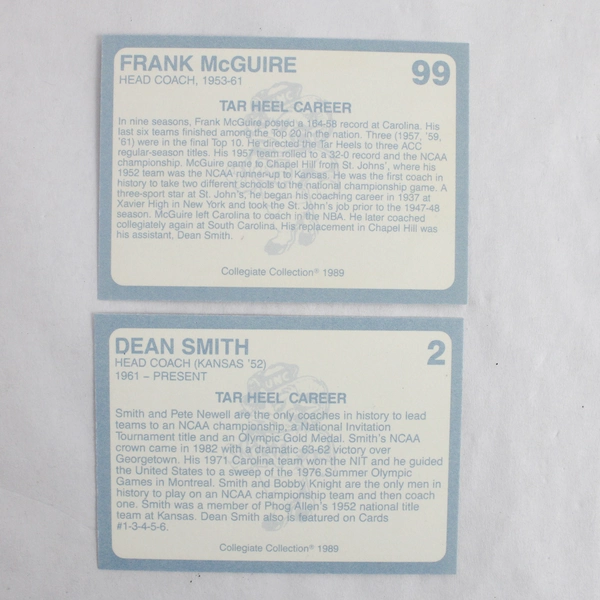 FRANK McGUIRE
HEAD COACH, 1953-61
99
TAR HEEL CAREER
In nine seasons, Frank McGuire posted a 164-58 record at Carolina. His
last six teams finished among the Top 20 in the nation. Three (1957, '59,
'61) were in the final Top 10. He directed the Tar Heels to three ACC
regular-season titles. His 1957 team rolled to a 32-0 record and the NCAA
championship. McGuire came to Chapel Hill from St. Johns', where his
1952 team was the NCAA runner-up to Kansas. He was the first coach in
history to take two different schools to the national championship game. A
three-sport star at St. John's, he began his coaching career in 1937 at
Xavier High in New York and took the St. John's job prior to the 1947-48
season. McGuire left Carolina to coach in the NBA. He later coached
collegiately again at South Carolina. His replacement in Chapel Hill was
his assistant, Dean Smith.
Collegiate Collection® 1989
DEAN SMITH
HEAD COACH (KANSAS '52)
1961 – PRESENT
2
TAR HEEL CAREER
Smith and Pete Newell are the only coaches in history to lead
teams to an NCAA championship, a National Invitation
Tournament title and an Olympic Gold Medal. Smith's NCAA
crown came in 1982 with a dramatic 63-62 victory over
Georgetown. His 1971 Carolina team won the NIT and he guided
the United States to a sweep of the 1976 Summer Olympic
Games in Montreal. Smith and Bobby Knight are the only men in
history to play on an NCAA championship team and then coach
one. Smith was a member of Phog Allen's 1952 national title
team at Kansas. Dean Smith also is featured on Cards
#1-3-4-5-6.
Collegiate Collection® 1989